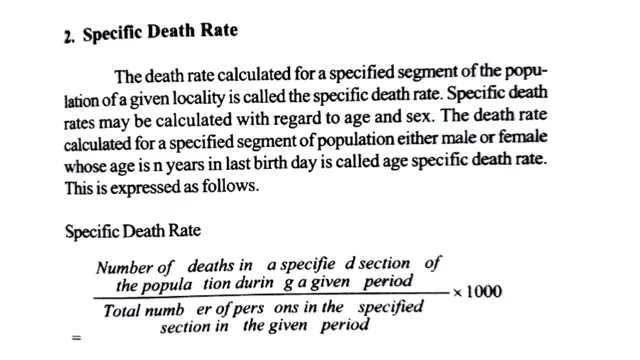 2. Specific Death Rate
The death rate calculated for a specified segment of the popu-
lation of a given locality is called the specific death rate. Specific death
rates may be calculated with regard to age and sex. The death rate
calculated for a specified segment of population either male or female
whose age is n years in last birth day is called age specific death rate.
This is expressed as follows.
Specific Death Rate
Number of deaths in a specifie d section of
the popula tion durin g a given period
× 1000
Total numb er of pers ons in the specified
section in the given period
=